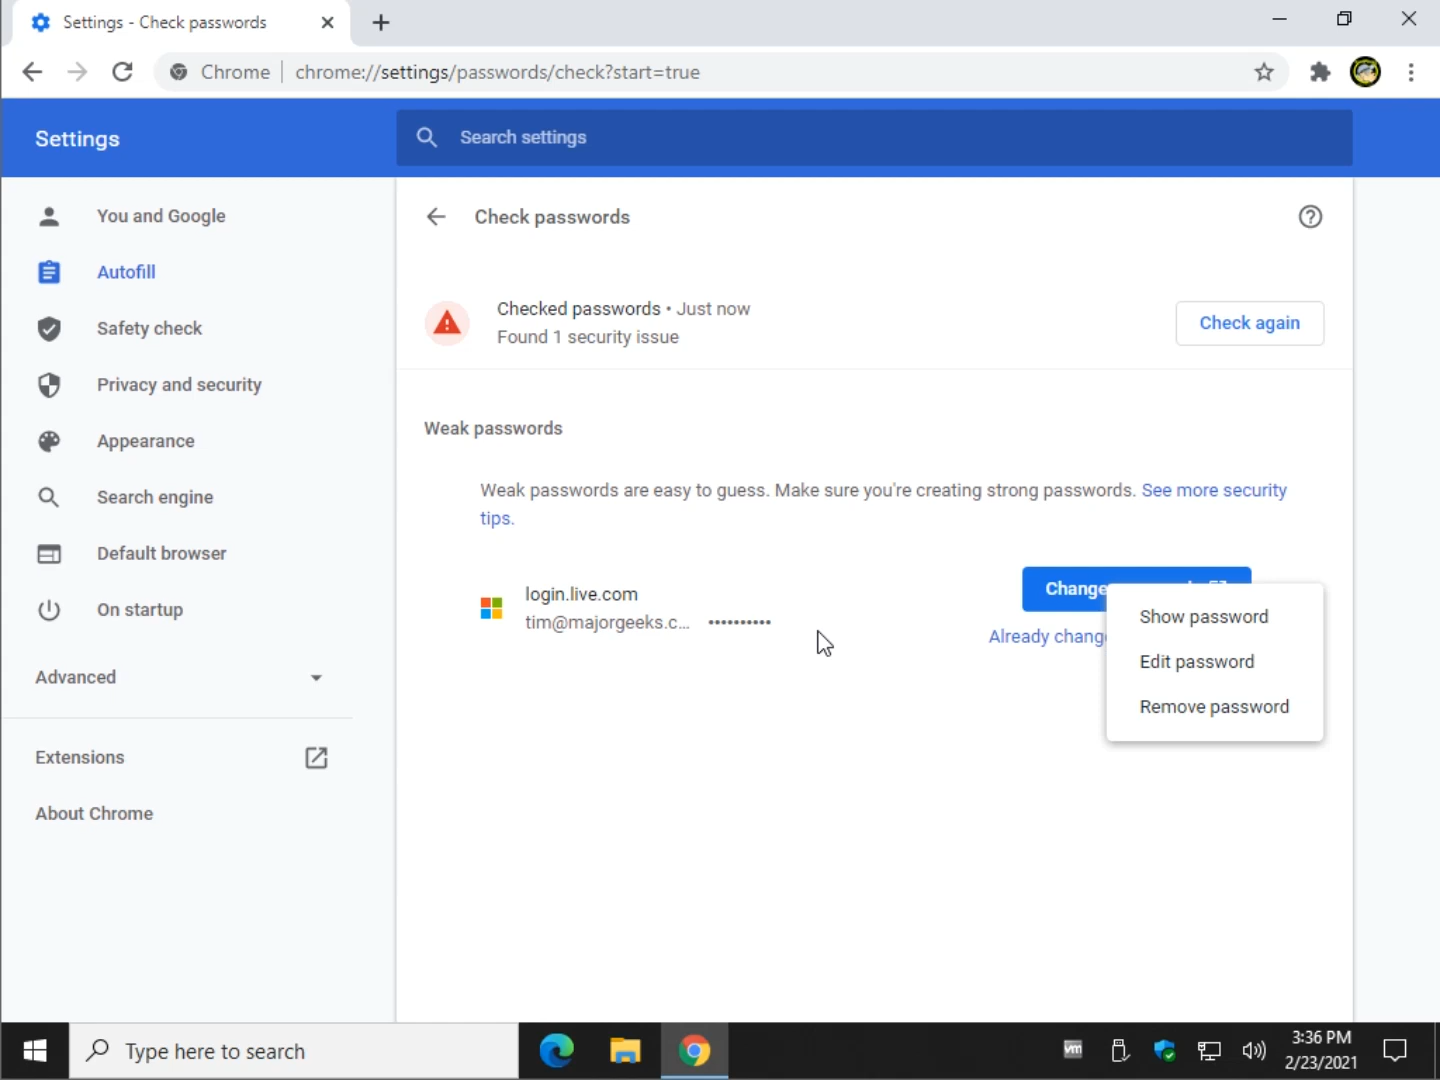 Settings - Check passwords
Chrome
chrome://settings/passwords/check?start=true
Settings
Search settings
You and Google
Autofill
Safety check
Privacy and security
Appearance
Search engine
Default browser
On startup
Advanced
Extensions
About Chrome
Check passwords
Checked passwords • Just now
Found 1 security issue
Check again
Weak passwords
Weak passwords are easy to guess. Make sure you're creating strong passwords. See more security
tips.
login.live.com
tim@majorgeeks.c... ••••••••••
Change
Already chang
Show password
Edit password
Remove password
Type here to search
vm
3:36 PM
2/23/2021